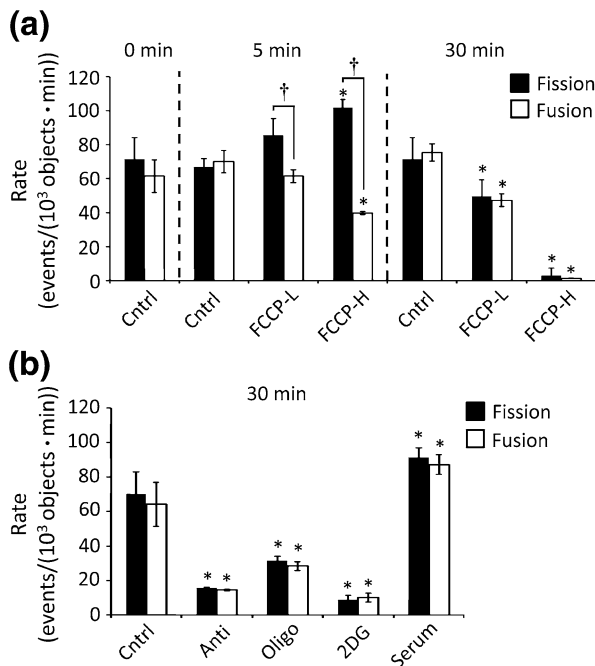 (a)
0 min 5 min 30 min
Rate
(events/(10³ objects · min))
120
100
80
60
40
20
0
† †
* * * * * *
Fission
Fusion
Cntrl Cntrl FCCP-L FCCP-H Cntrl FCCP-L FCCP-H
(b)
30 min
Rate
(events/(10³ objects · min))
120
100
80
60
40
20
0
* * * * * * * *
Fission
Fusion
Cntrl Anti Oligo 2DG Serum